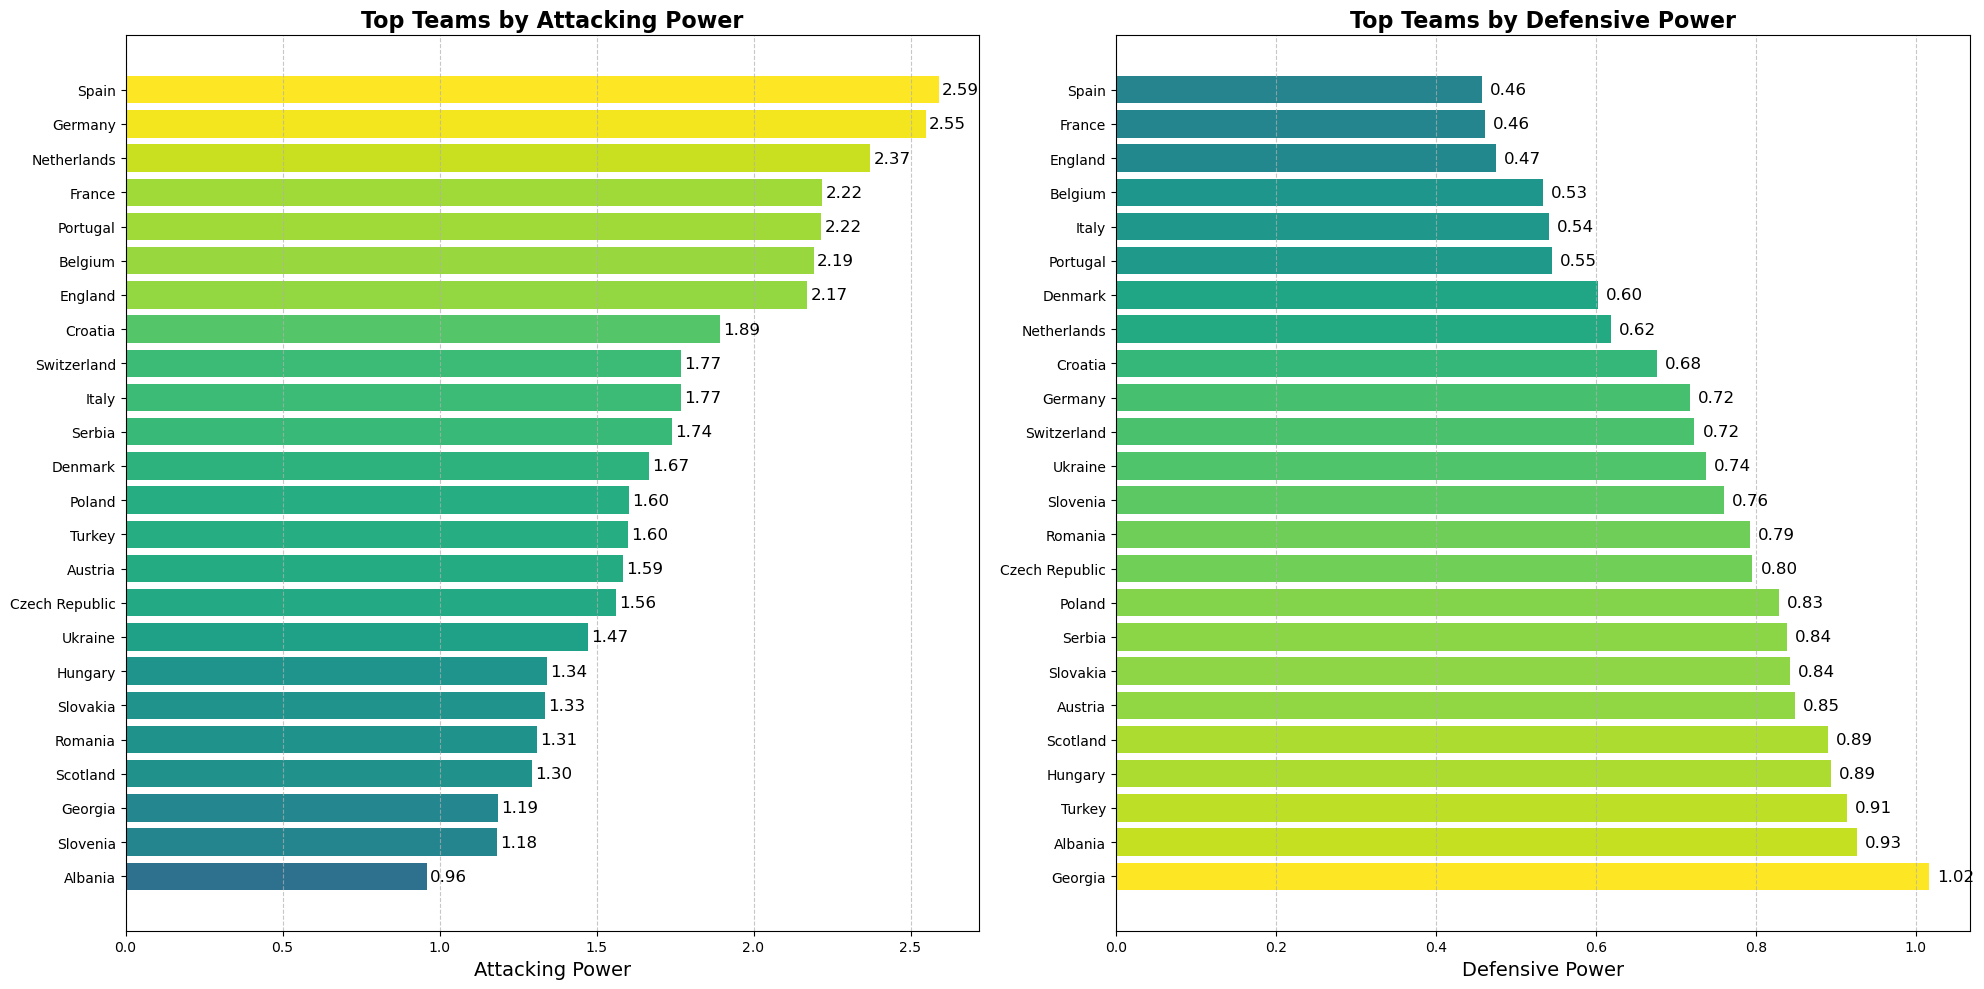 Top Teams by Attacking Power
Spain 2.59
Germany 2.55
Netherlands 2.37
France 2.22
Portugal 2.22
Belgium 2.19
England 2.17
Croatia 1.89
Switzerland 1.77
Italy 1.77
Serbia 1.74
Denmark 1.67
Poland 1.60
Turkey 1.60
Austria 1.59
Czech Republic 1.56
Ukraine 1.47
Hungary 1.34
Slovakia 1.33
Romania 1.31
Scotland 1.30
Georgia 1.19
Slovenia 1.18
Albania 0.96
0.0 0.5 1.0 1.5 2.0 2.5
Attacking Power
Top Teams by Defensive Power
Spain 0.46
France 0.46
England 0.47
Belgium 0.53
Italy 0.54
Portugal 0.55
Denmark 0.60
Netherlands 0.62
Croatia 0.68
Germany 0.72
Switzerland 0.72
Ukraine 0.74
Slovenia 0.76
Romania 0.79
Czech Republic 0.80
Poland 0.83
Serbia 0.84
Slovakia 0.84
Austria 0.85
Scotland 0.89
Hungary 0.89
Turkey 0.91
Albania 0.93
Georgia 1.02
0.0 0.2 0.4 0.6 0.8 1.0
Defensive Power